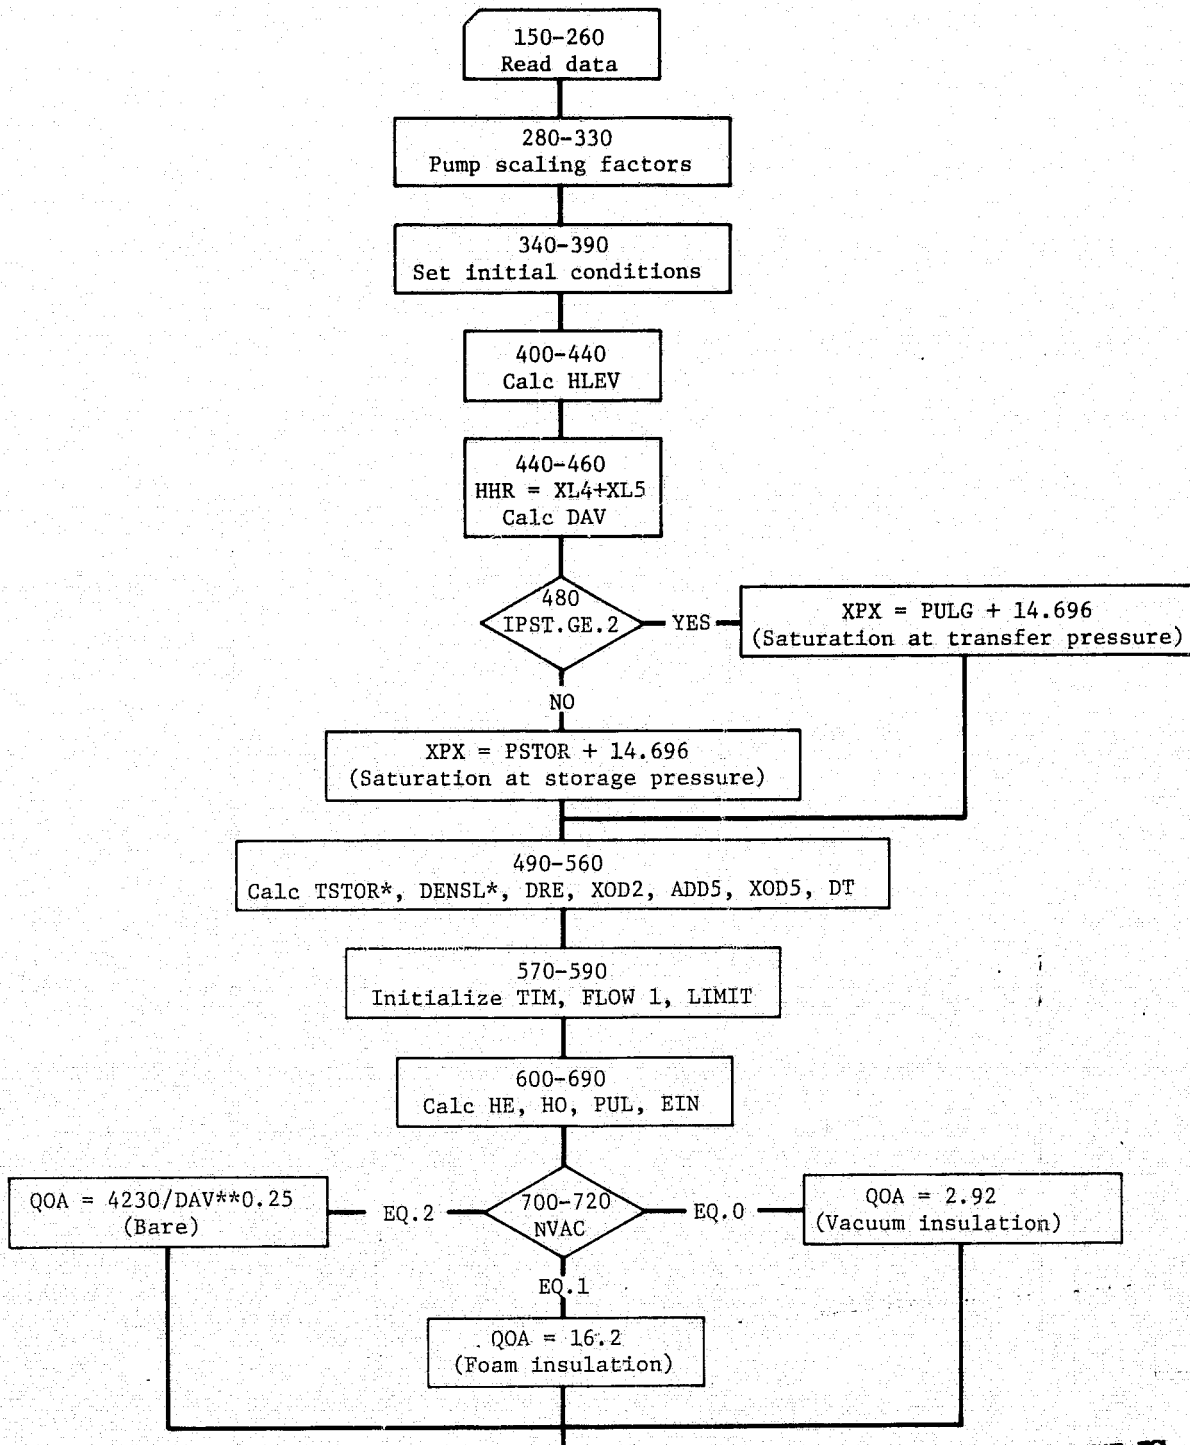 150-260
Read data
280-330
Pump scaling factors
340-390
Set initial conditions
400-440
Calc HLEV
440-460
HHR = XL4+XL5
Calc DAV
480
IPST.GE.2
YES
XPX = PULG + 14.696
(Saturation at transfer pressure)
NO
XPX = PSTOR + 14.696
(Saturation at storage pressure)
490-560
Calc TSTOR*, DENSL*, DRE, XOD2, ADD5, XOD5, DT
570-590
Initialize TIM, FLOW 1, LIMIT
600-690
Calc HE, HO, PUL, EIN
QOA = 4230/DAV**0.25
(Bare)
EQ.2
700-720
NVAC
EQ.0
QOA = 2.92
(Vacuum insulation)
EQ.1
QOA = 16.2
(Foam insulation)